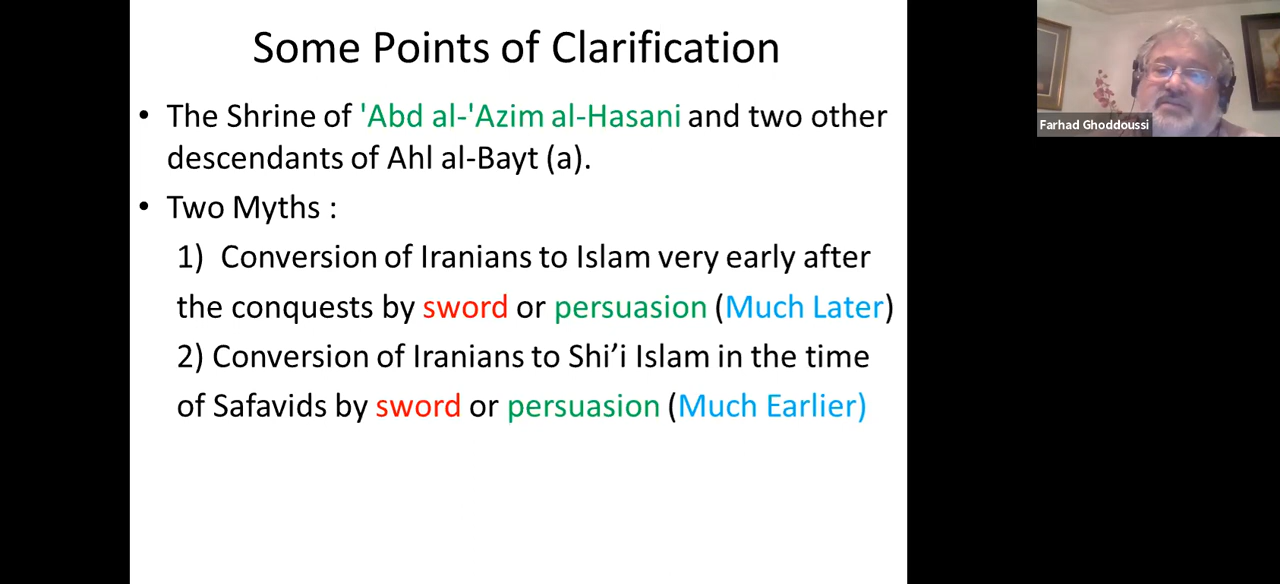 Some Points of Clarification
• The Shrine of 'Abd al-'Azim al-Hasani and two other
descendants of Ahl al-Bayt (a).
• Two Myths :
1) Conversion of Iranians to Islam very early after
the conquests by sword or persuasion (Much Later)
2) Conversion of Iranians to Shi’i Islam in the time
of Safavids by sword or persuasion (Much Earlier)
Farhad Ghoddoussi